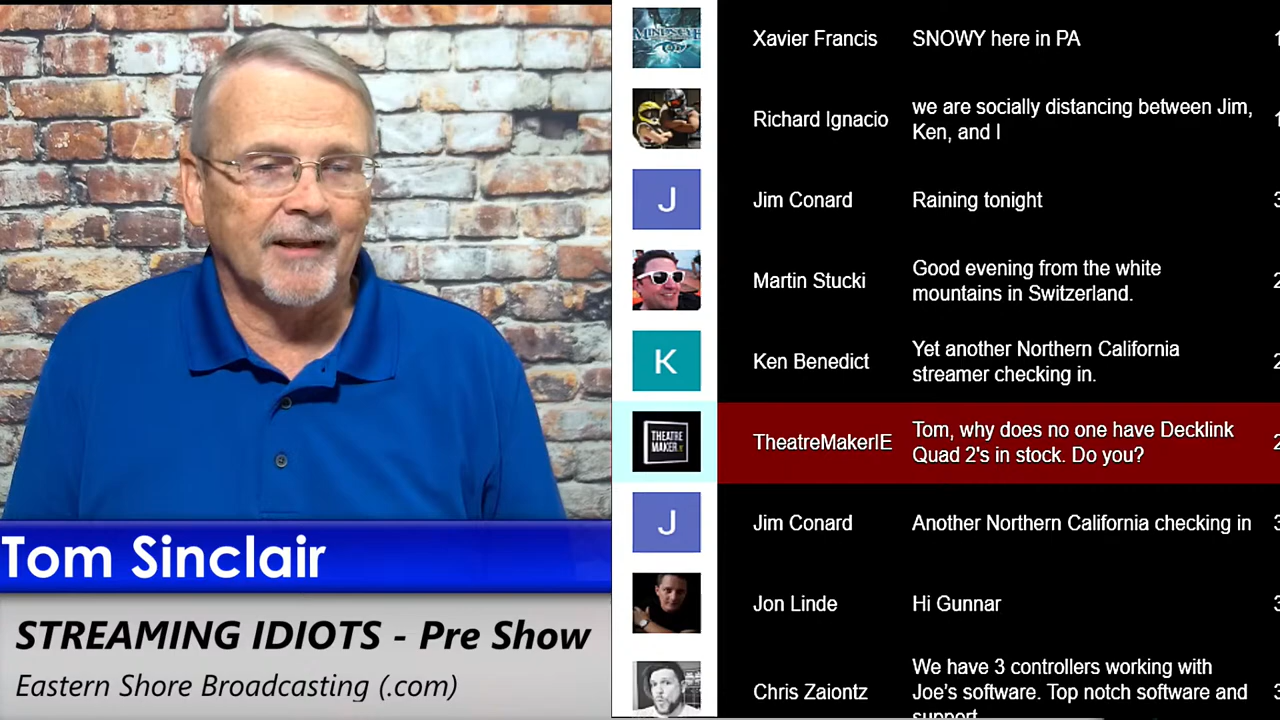 Xavier Francis SNOWY here in PA
Richard Ignacio we are socially distancing between Jim,
Ken, and I
J Jim Conard Raining tonight
Martin Stucki Good evening from the white
mountains in Switzerland.
K Ken Benedict Yet another Northern California
streamer checking in.
THEATRE
MAKER.
TheatreMakerIE Tom, why does no one have Decklink
Quad 2's in stock. Do you?
J Jim Conard Another Northern California checking in
Jon Linde Hi Gunnar
Chris Zaiontz We have 3 controllers working with
Joe's software. Top notch software and
support
Tom Sinclair
STREAMING IDIOTS - Pre Show
Eastern Shore Broadcasting (.com)